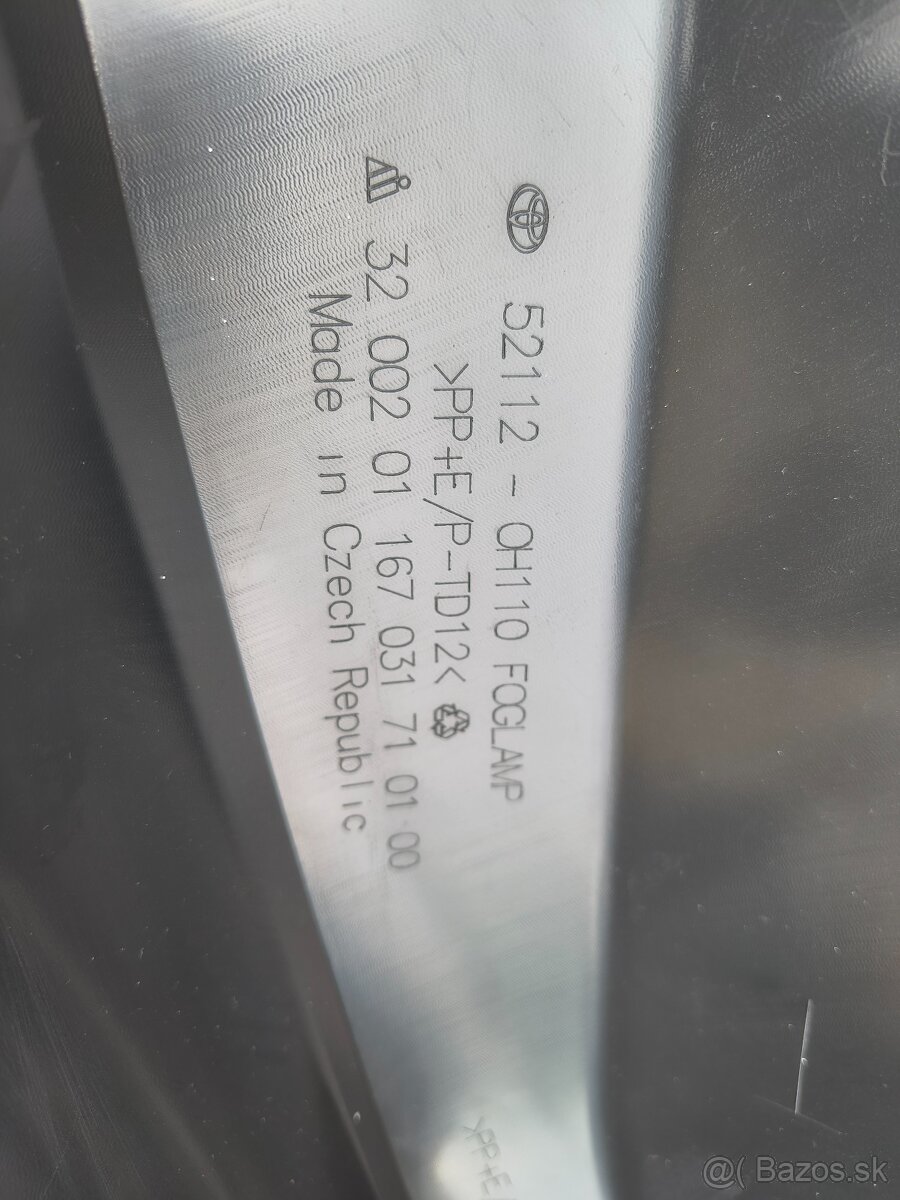 52112 - 0H110 FOGLAMP
>PP+E/P-TD12<
32 002 01 167 031 71 01 00
Made in Czech Republic
>PP+E/
@( Bazos.sk